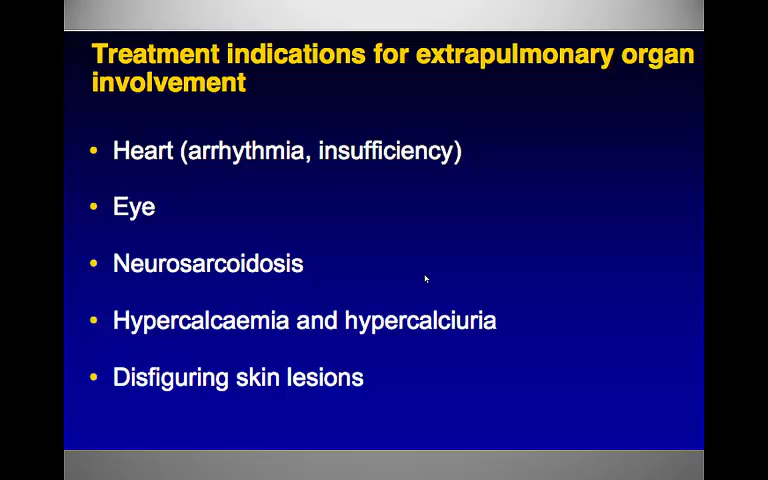 Treatment indications for extrapulmonary organ
involvement
• Heart (arrhythmia, insufficiency)
• Eye
• Neurosarcoidosis
• Hypercalcaemia and hypercalciuria
• Disfiguring skin lesions